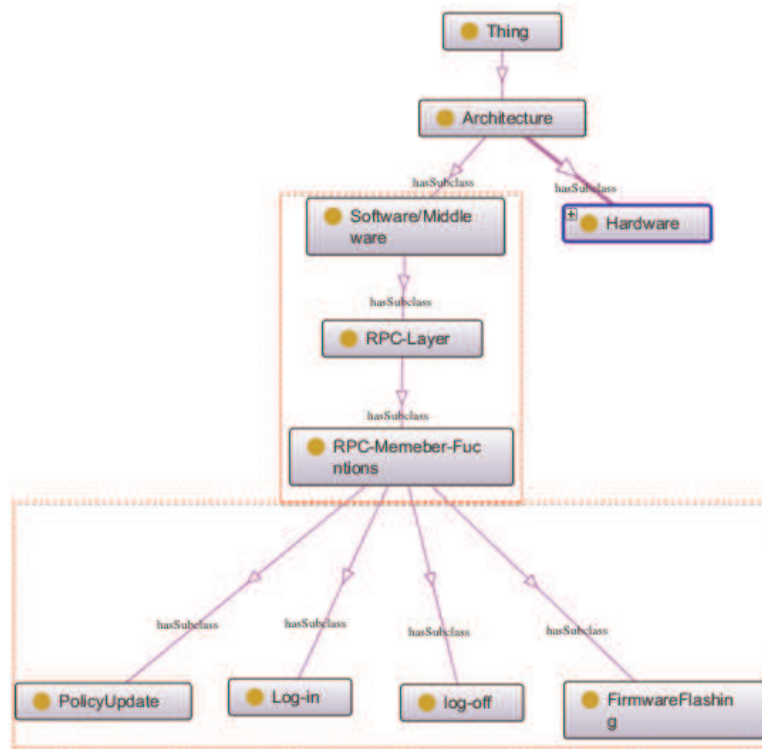 Thing
Architecture
hasSubclass
hasSubclass
Software/Middle
ware
Hardware
hasSubclass
RPC-Layer
hasSubclass
RPC-Memeber-Fuc
ntions
hasSubclass
hasSubclass
hasSubclass
hasSubclass
PolicyUpdate
Log-in
log-off
FirmwareFlashin
g